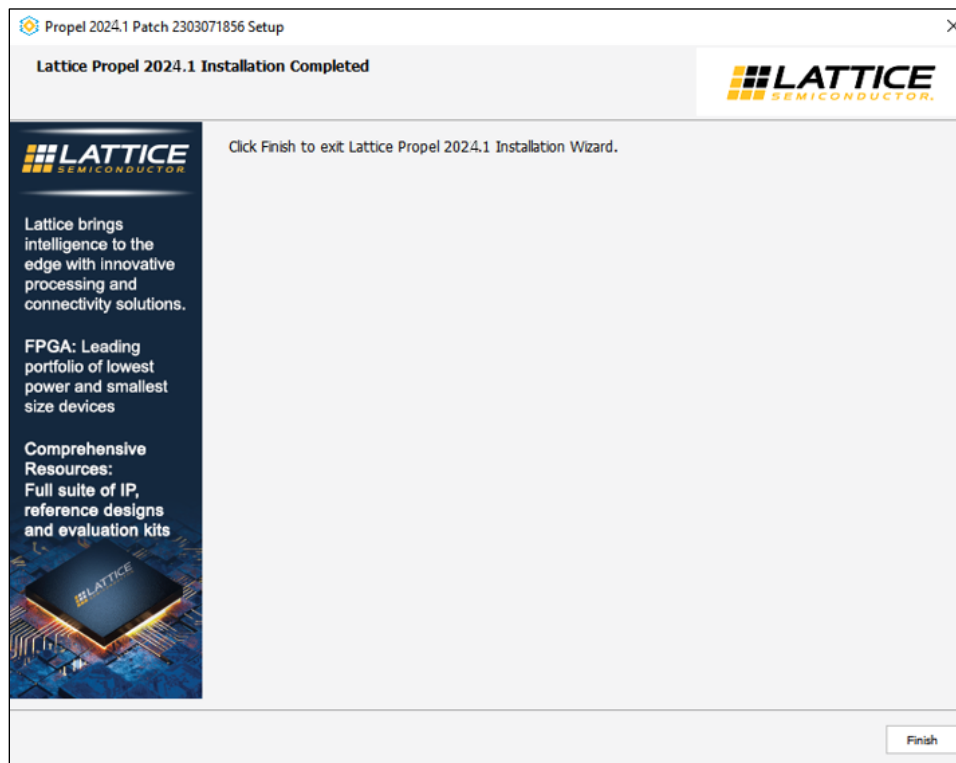 Propel 2024.1 Patch 2303071856 Setup
Lattice Propel 2024.1 Installation Completed
LATTICE
SEMICONDUCTOR.
LATTICE
SEMICONDUCTOR
Click Finish to exit Lattice Propel 2024.1 Installation Wizard.
Lattice brings
intelligence to the
edge with innovative
processing and
connectivity solutions.
FPGA: Leading
portfolio of lowest
power and smallest
size devices
Comprehensive
Resources:
Full suite of IP,
reference designs
and evaluation kits
LATTICE
Finish